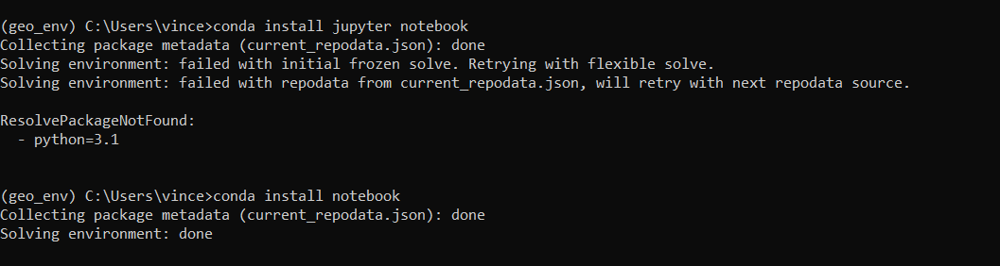 (geo_env) C:\Users\vince>conda install jupyter notebook
Collecting package metadata (current_repodata.json): done
Solving environment: failed with initial frozen solve. Retrying with flexible solve.
Solving environment: failed with repodata from current_repodata.json, will retry with next repodata source.
ResolvePackageNotFound:
  - python=3.1
(geo_env) C:\Users\vince>conda install notebook
Collecting package metadata (current_repodata.json): done
Solving environment: done